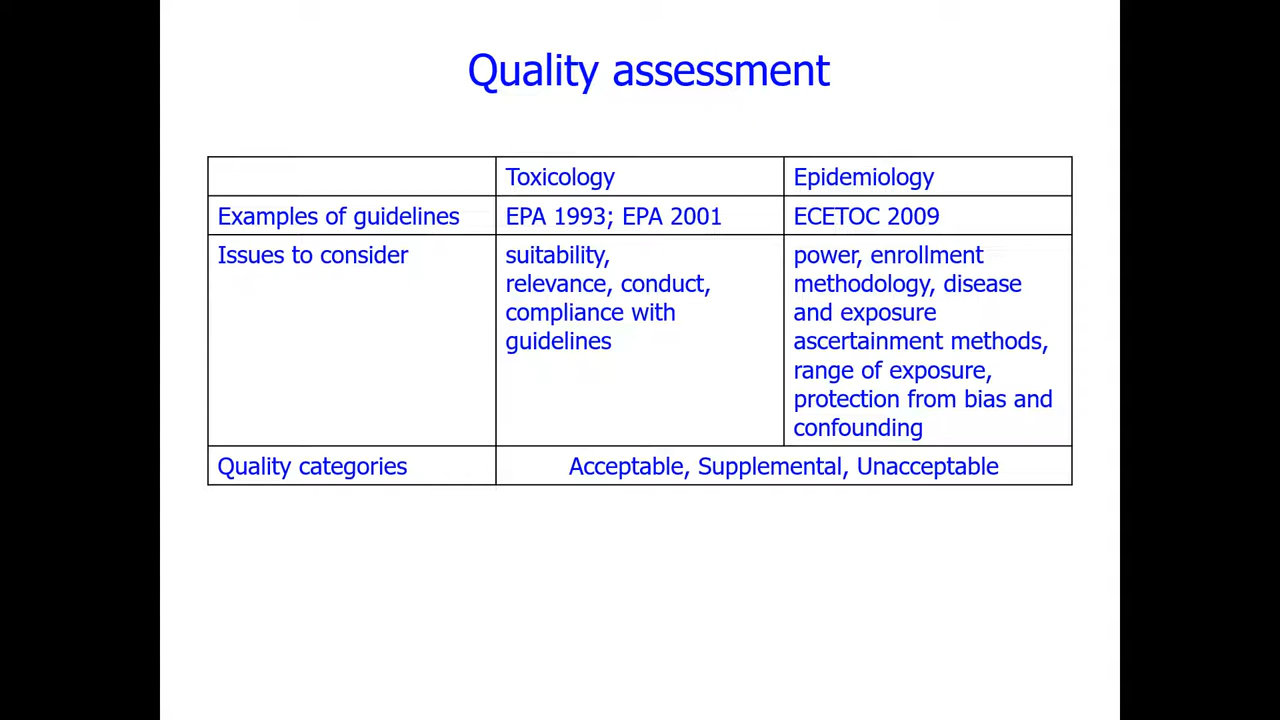 Quality assessment
Toxicology
Epidemiology
Examples of guidelines
EPA 1993; EPA 2001
ECETOC 2009
Issues to consider
suitability,
relevance, conduct,
compliance with
guidelines
power, enrollment
methodology, disease
and exposure
ascertainment methods,
range of exposure,
protection from bias and
confounding
Quality categories
Acceptable, Supplemental, Unacceptable